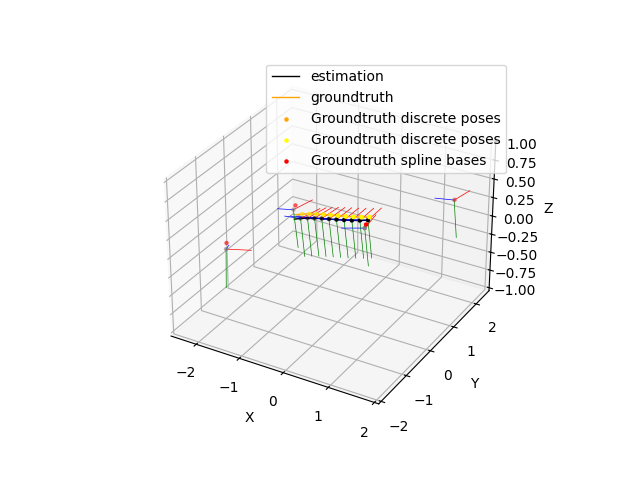 estimation
groundtruth
Groundtruth discrete poses
Groundtruth discrete poses
Groundtruth spline bases
1.00
0.75
0.50
0.25
0.00
−0.25
−0.50
−0.75
−1.00
Z
−2
−1
0
1
2
X
−2
−1
0
1
2
Y